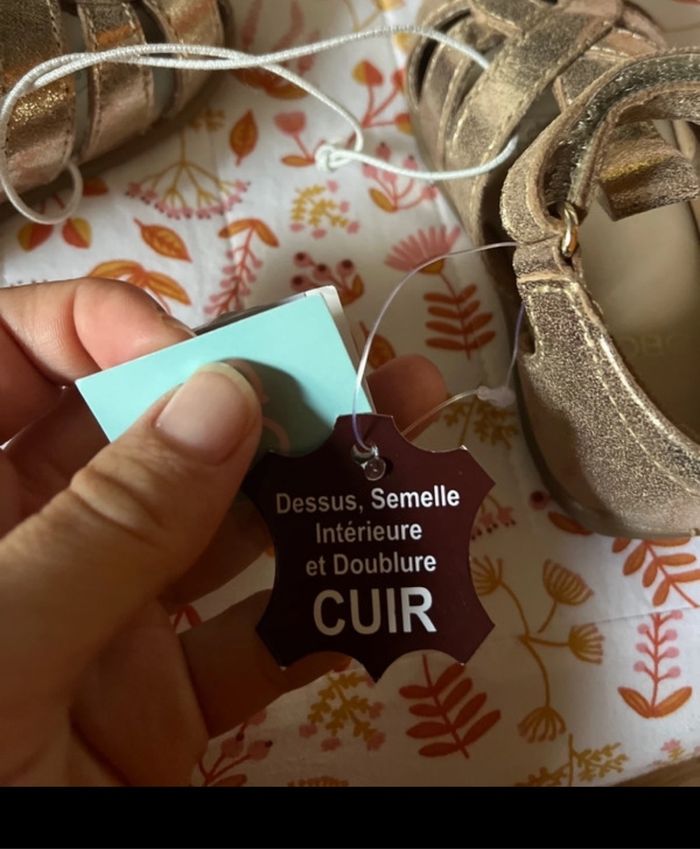 Dessus, Semelle
Intérieure
et Doublure
CUIR